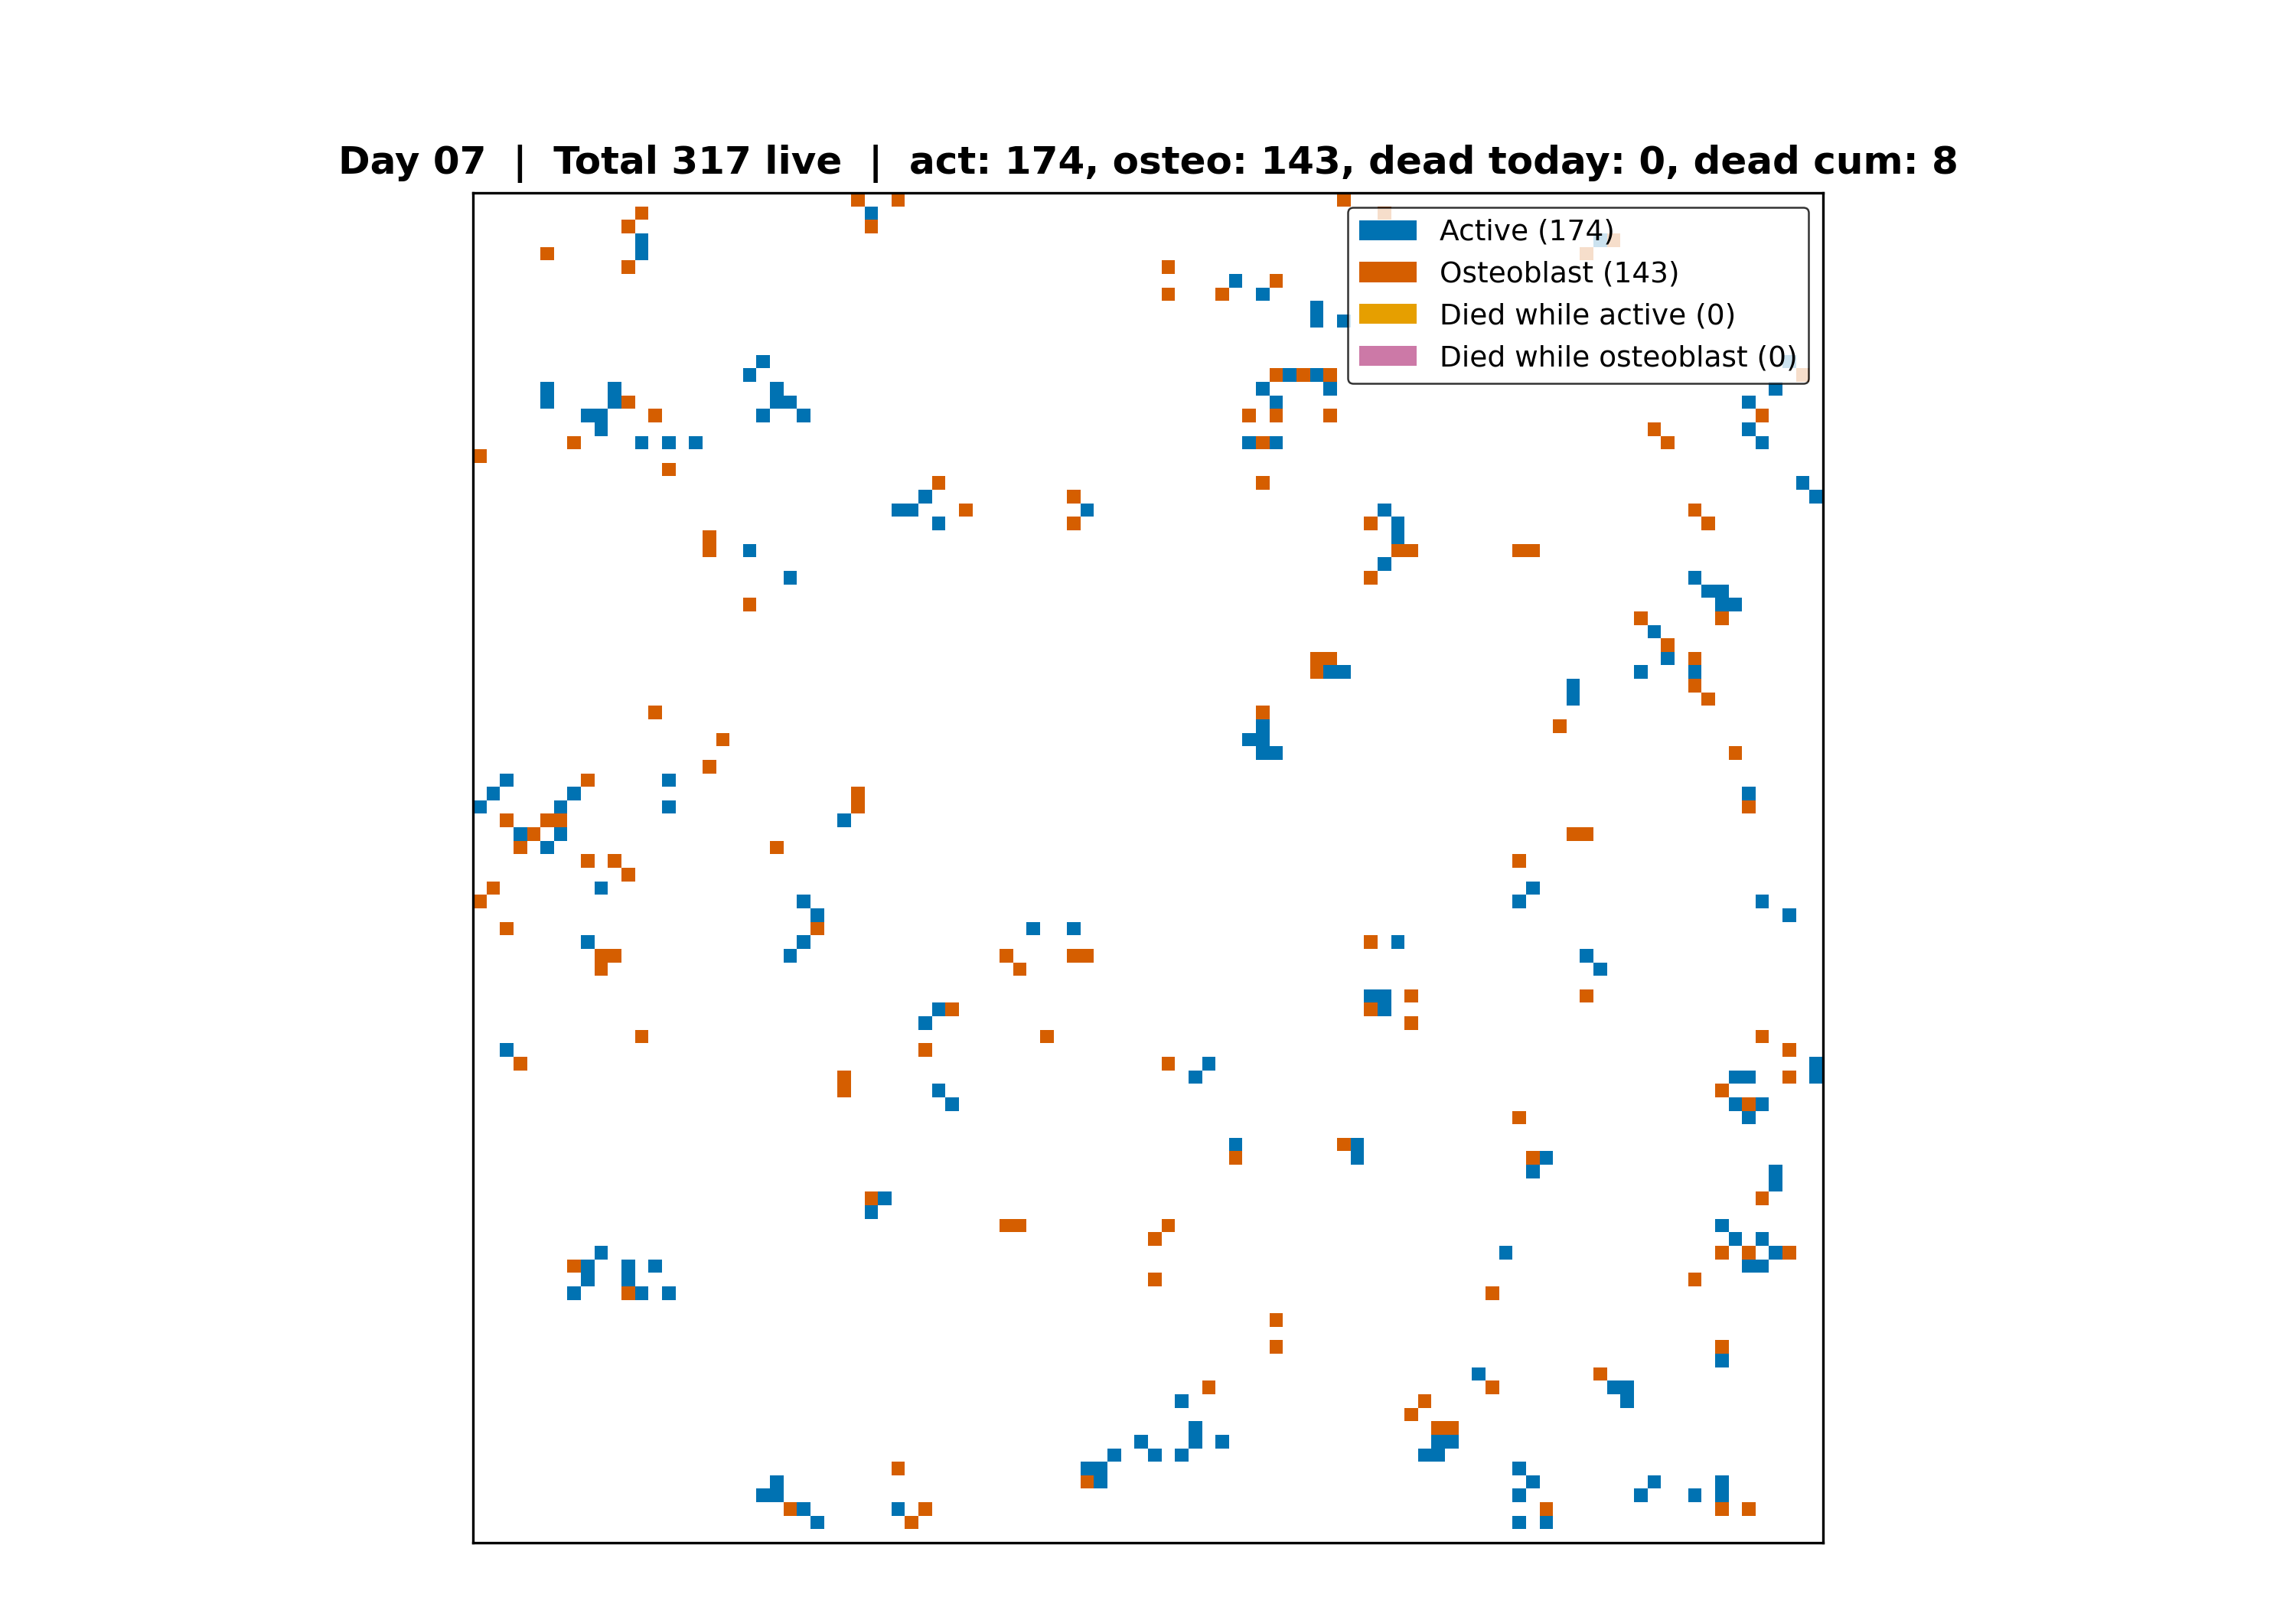 Day 07 | Total 317 live | act: 174, osteo: 143, dead today: 0, dead cum: 8
Active (174)
Osteoblast (143)
Died while active (0)
Died while osteoblast (0)